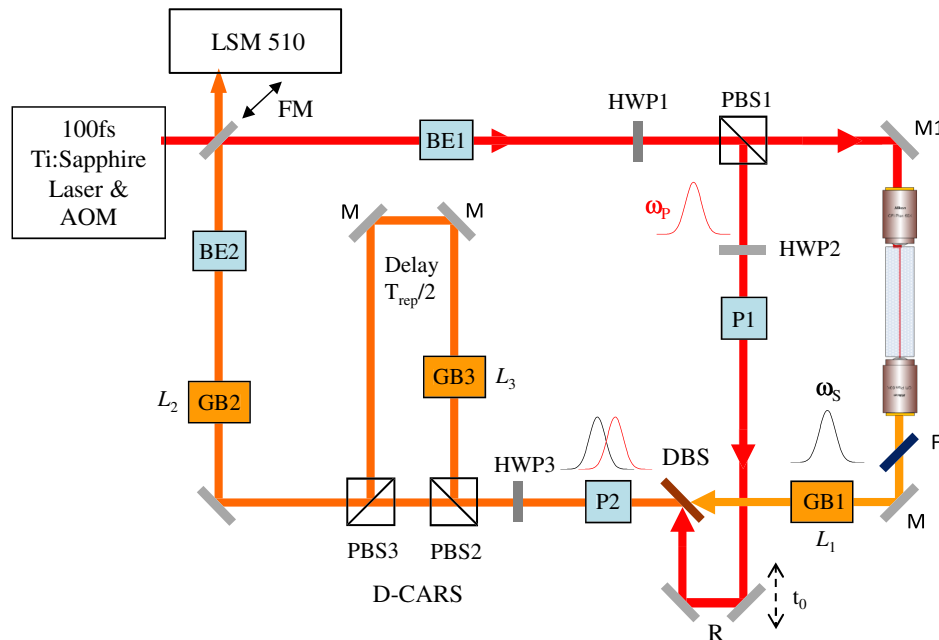 LSM 510
FM
100fs
Ti:Sapphire
Laser &
AOM
BE1
HWP1
PBS1
M1
ωP
HWP2
BE2
M
M
Delay
Trep/2
P1
L2
GB2
GB3
L3
ωS
HWP3
DBS
F
P2
GB1
M
L1
PBS3
PBS2
D-CARS
R
t0